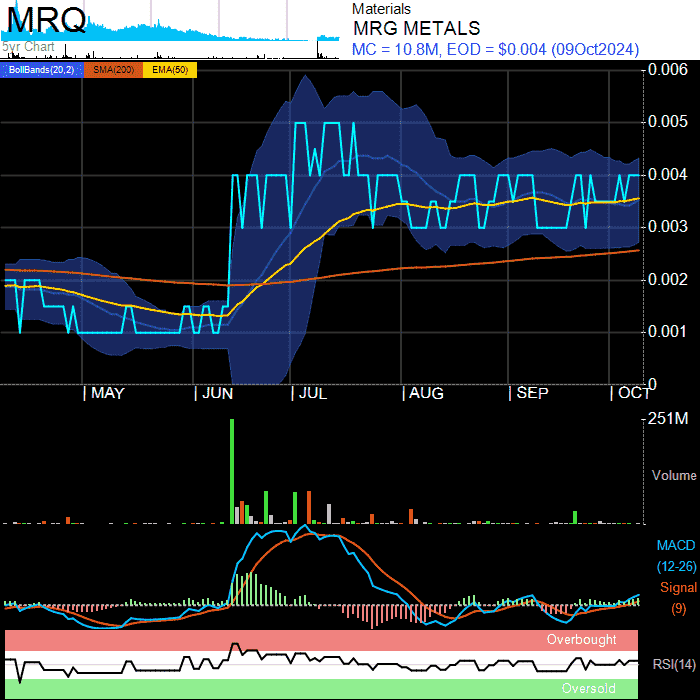 MRQ
5yr Chart
Materials
MRG METALS
MC = 10.8M, EOD = $0.004 (09Oct2024)
BollBands(20,2) SMA(200) EMA(50)
0.006
0.005
0.004
0.003
0.002
0.001
0
MAY JUN JUL AUG SEP OCT
251M
Volume
MACD
(12-26)
Signal
(9)
Overbought
RSI(14)
Oversold